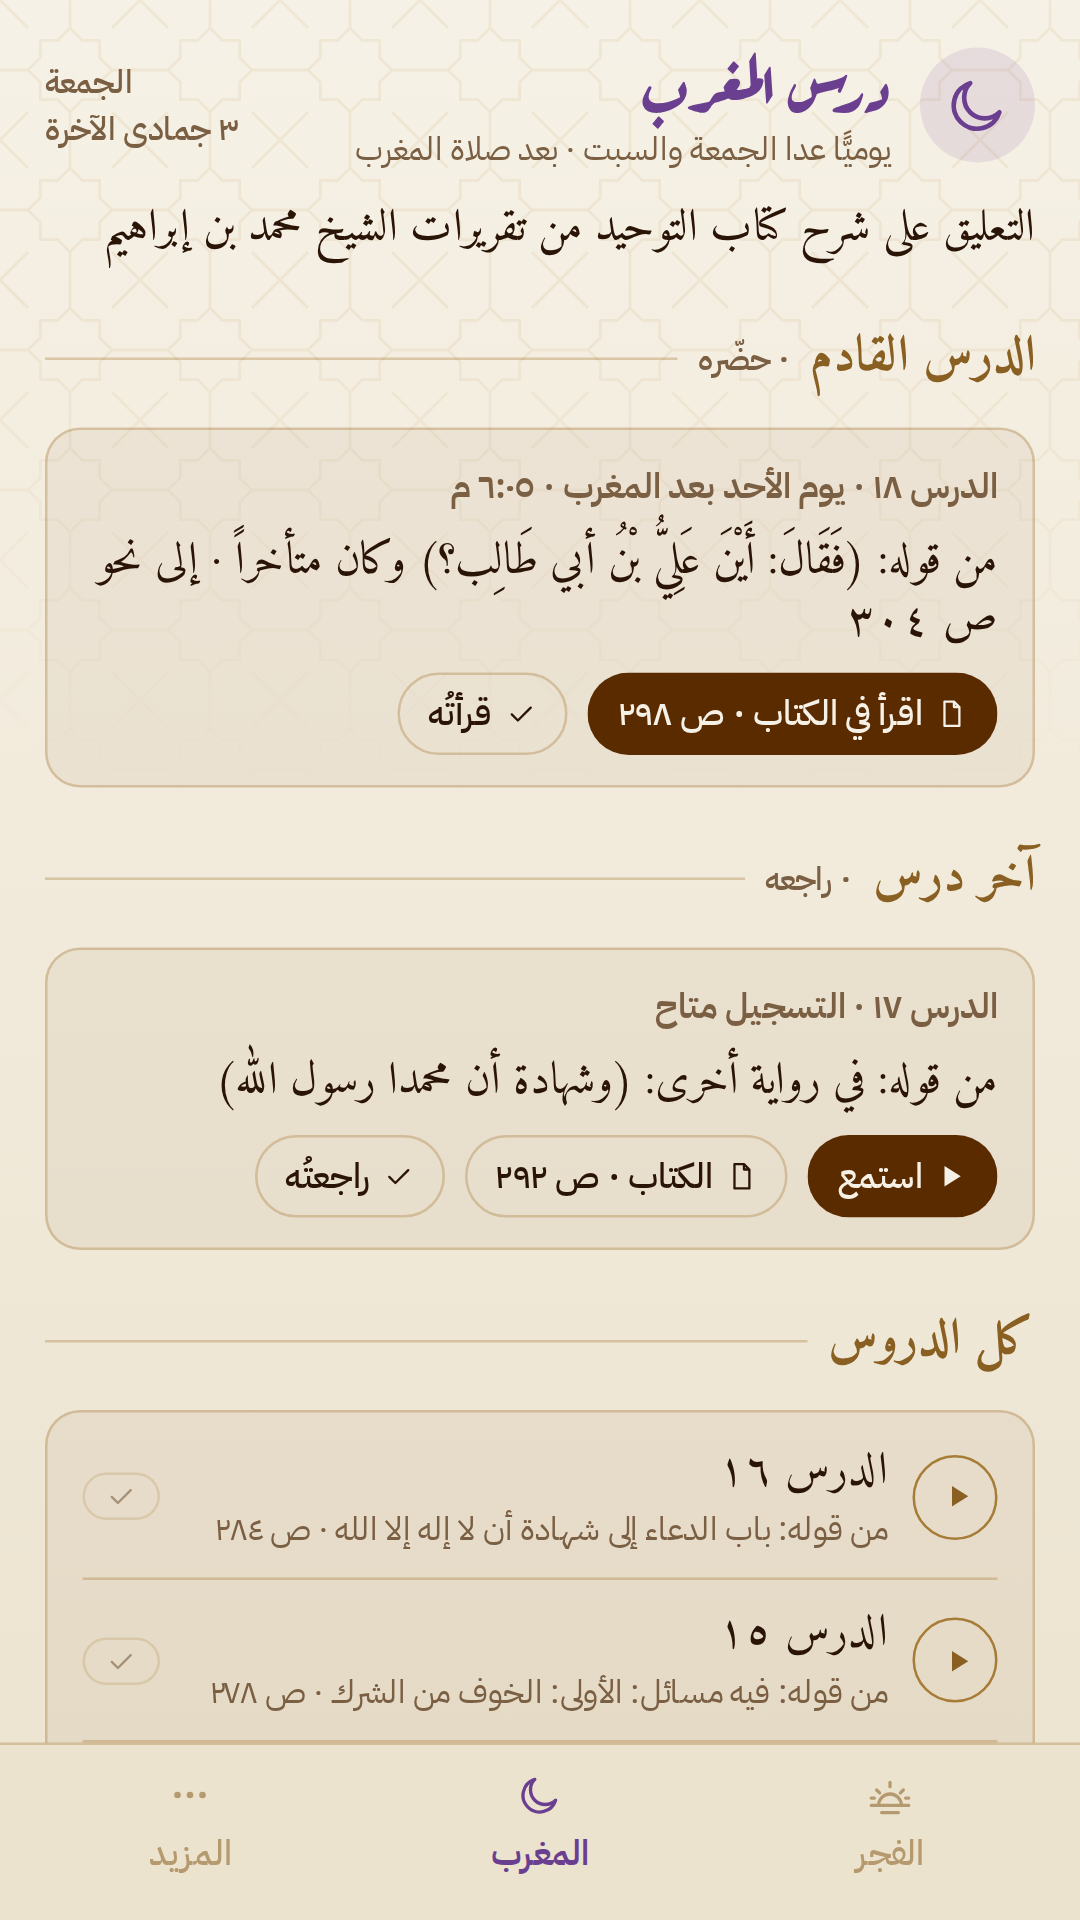 درس المغرب
يوميًّا عدا الجمعة والسبت · بعد صلاة المغرب
الجمعة
٣ جمادى الآخرة
التعليق على شرح كتاب التوحيد من تقريرات الشيخ محمد بن إبراهيم
الدرس القادم · حضّره
الدرس ١٨ · يوم الأحد بعد المغرب · ٦:٠٥ م
من قوله: (فَقَالَ: أَيْنَ عَلِيُّ بْنُ أبي طَالِب؟) وكان متأخراً · إلى نحو
ص ٣٠٤
اقرأ في الكتاب · ص ٢٩٨
قرأتُه
آخر درس · راجعه
الدرس ١٧ · التسجيل متاح
من قوله: في رواية أخرى: (وشهادة أن محمدا رسول الله)
استمع
الكتاب · ص ٢٩٢
راجعتُه
كل الدروس
الدرس ١٦
من قوله: باب الدعاء إلى شهادة أن لا إله إلا الله · ص ٢٨٤
الدرس ١٥
من قوله: فيه مسائل: الأولى: الخوف من الشرك · ص ٢٧٨
الفجر
المغرب
المزيد